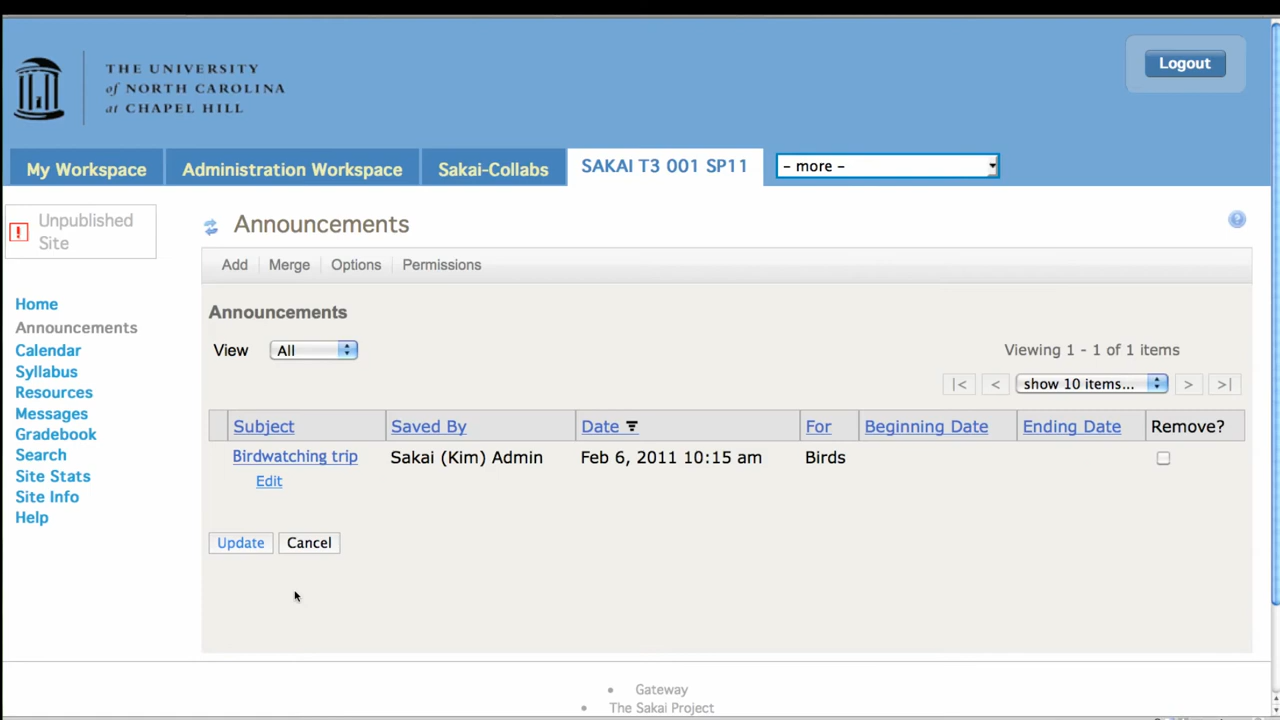 THE UNIVERSITY
of NORTH CAROLINA
at CHAPEL HILL
Logout
My Workspace
Administration Workspace
Sakai-Collabs
SAKAI T3 001 SP11
– more –
Unpublished
Site
Announcements
Add
Merge
Options
Permissions
Home
Announcements
Calendar
Syllabus
Resources
Messages
Gradebook
Search
Site Stats
Site Info
Help
Announcements
View All
Viewing 1 - 1 of 1 items
|< < show 10 items... > >|
Subject Saved By Date For Beginning Date Ending Date Remove?
Birdwatching trip Sakai (Kim) Admin Feb 6, 2011 10:15 am Birds
Edit
Update Cancel
Gateway
The Sakai Project